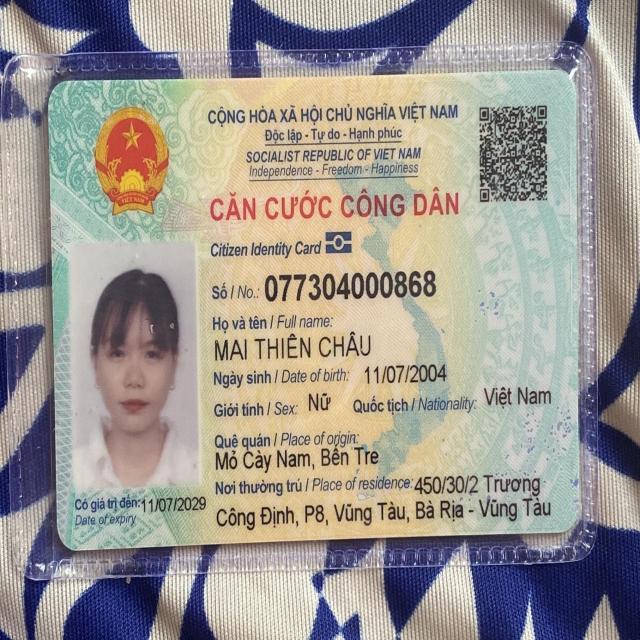 CỘNG HÒA XÃ HỘI CHỦ NGHĨA VIỆT NAM
Độc lập - Tự do - Hạnh phúc
SOCIALIST REPUBLIC OF VIET NAM
Independence - Freedom - Happiness
CĂN CƯỚC CÔNG DÂN
Citizen Identity Card
Số / No.: 077304000868
Họ và tên / Full name:
MAI THIÊN CHÂU
Ngày sinh / Date of birth: 11/07/2004
Giới tính / Sex: Nữ Quốc tịch / Nationality: Việt Nam
Quê quán / Place of origin:
Mỏ Cày Nam, Bến Tre
Nơi thường trú / Place of residence: 450/30/2 Trương
Công Định, P8, Vũng Tàu, Bà Rịa - Vũng Tàu
Có giá trị đến: 11/07/2029
Date of expiry